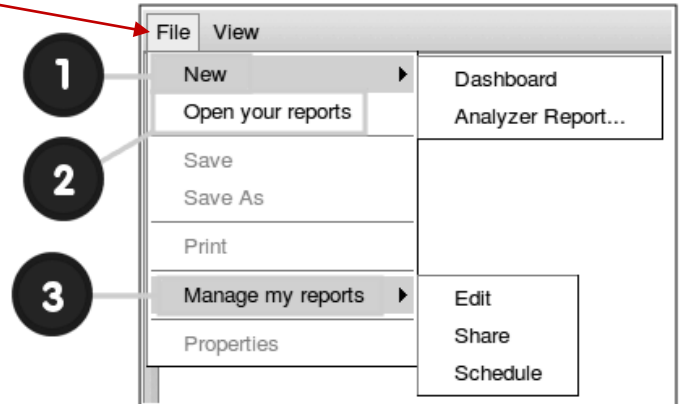 File View
1
New
Dashboard
Open your reports
Analyzer Report...
2
Save
Save As
Print
3
Manage my reports
Edit
Share
Properties
Schedule